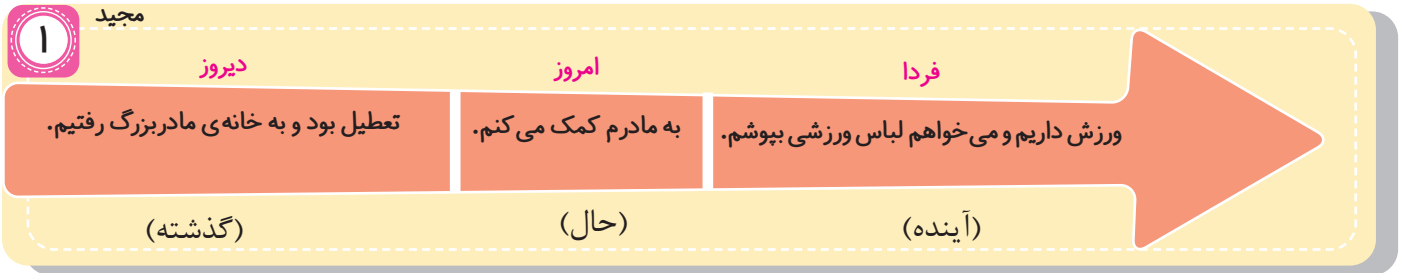 مجید
۱
دیروز
امروز
فردا
تعطیل بود و به خانه‌ی مادربزرگ رفتیم.
به مادرم کمک می‌کنم.
ورزش داریم و می‌خواهم لباس ورزشی بپوشم.
(گذشته)
(حال)
(آینده)